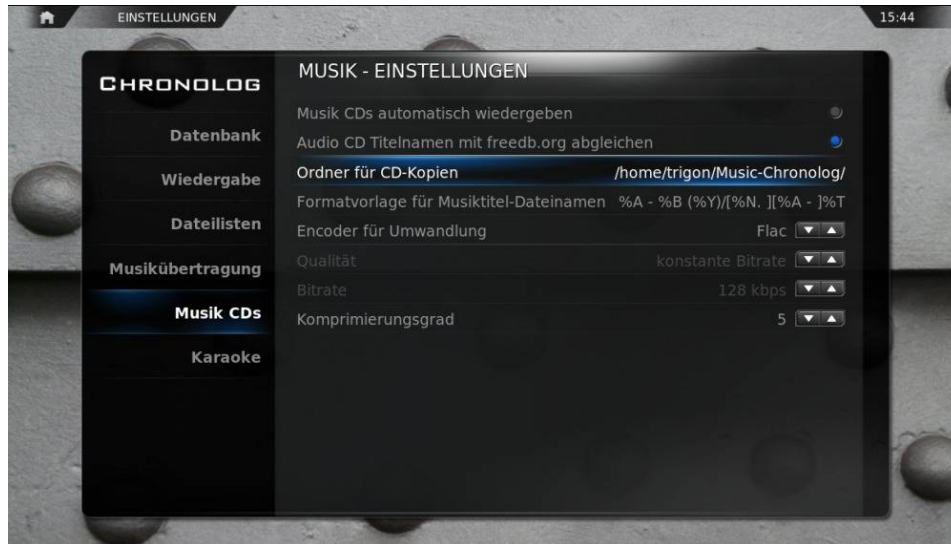 EINSTELLUNGEN
15:44
CHRONOLOG
Datenbank
Wiedergabe
Dateilisten
Musikübertragung
Musik CDs
Karaoke
MUSIK - EINSTELLUNGEN
Musik CDs automatisch wiedergeben
Audio CD Titelnamen mit freedb.org abgleichen
Ordner für CD-Kopien /home/trigon/Music-Chronolog/
Formatvorlage für Musiktitel-Dateinamen %A - %B (%Y)/[%N. ][%A - ]%T
Encoder für Umwandlung Flac
Qualität konstante Bitrate
Bitrate 128 kbps
Komprimierungsgrad 5